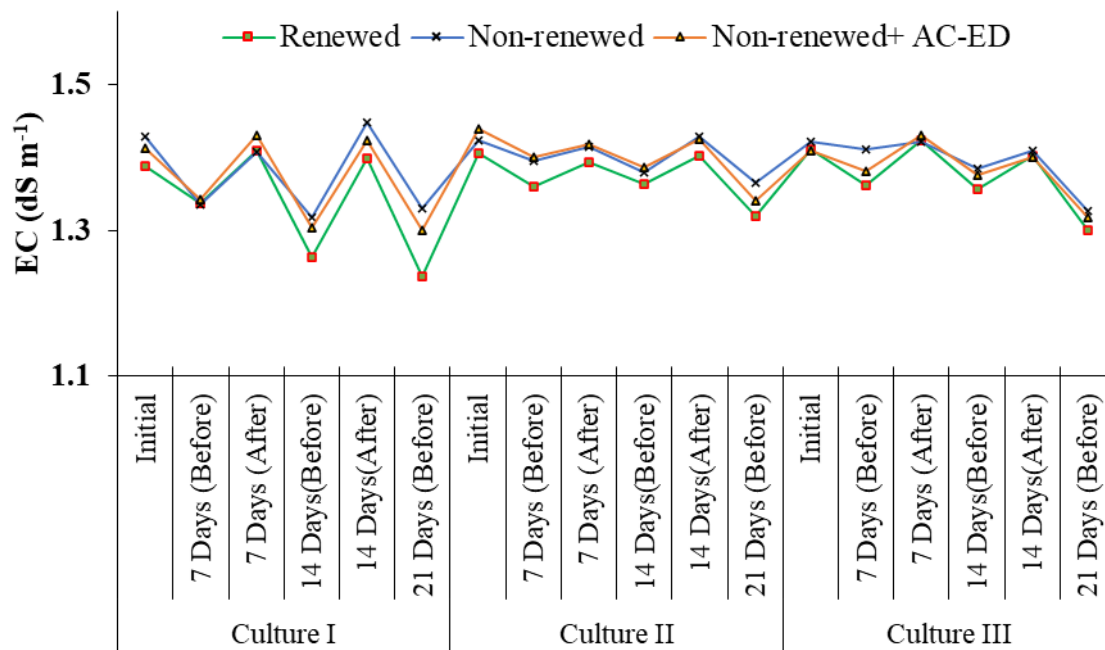 Renewed Non-renewed Non-renewed+ AC-ED
EC (dS m⁻¹)
1.5
1.3
1.1
Initial
7 Days (Before)
7 Days (After)
14 Days(Before)
14 Days(After)
21 Days (Before)
Initial
7 Days (Before)
7 Days (After)
14 Days(Before)
14 Days(After)
21 Days (Before)
Initial
7 Days (Before)
7 Days (After)
14 Days(Before)
14 Days(After)
21 Days (Before)
Culture I
Culture II
Culture III